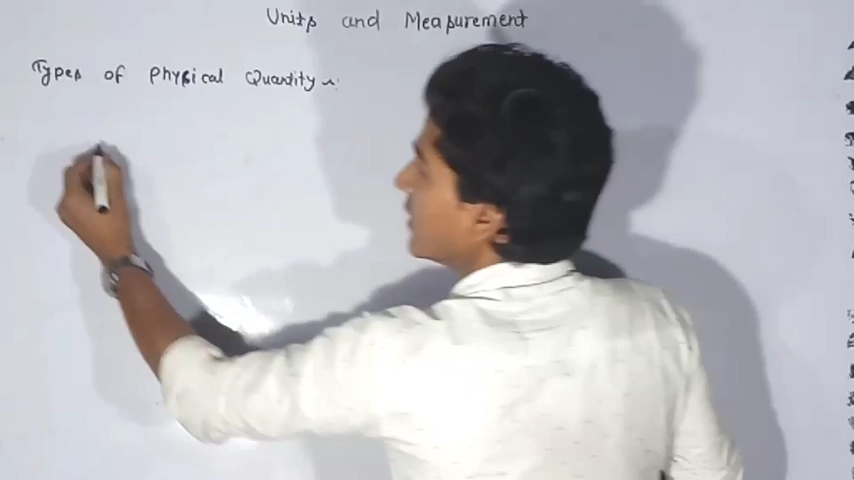 Units and Measurement
Types of Physical Quantity :